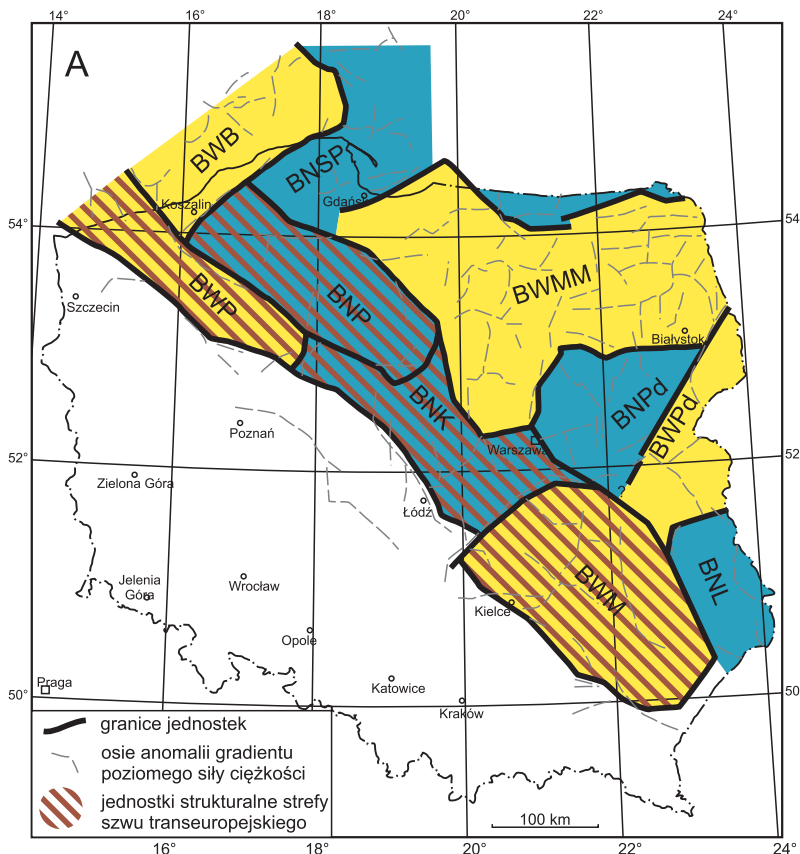 14° 16° 18° 20° 22° 24°
A
BWB
BNSP
Koszalin
Gdańsk
54° 54°
BWMM
BWP
BNP
Szczecin
Białystok
BNK
BNPd
BWPd
Poznań
Warszawa
52° 52°
Zielona Góra
?
Łódź
BNL
Jelenia
Góra
Wrocław
BWM
Kielce
Opole
Praga
Katowice
50° 50°
Kraków
granice jednostek
osie anomalii gradientu
poziomego siły ciężkości
jednostki strukturalne strefy
szwu transeuropejskiego
100 km
16° 18° 20° 22° 24°